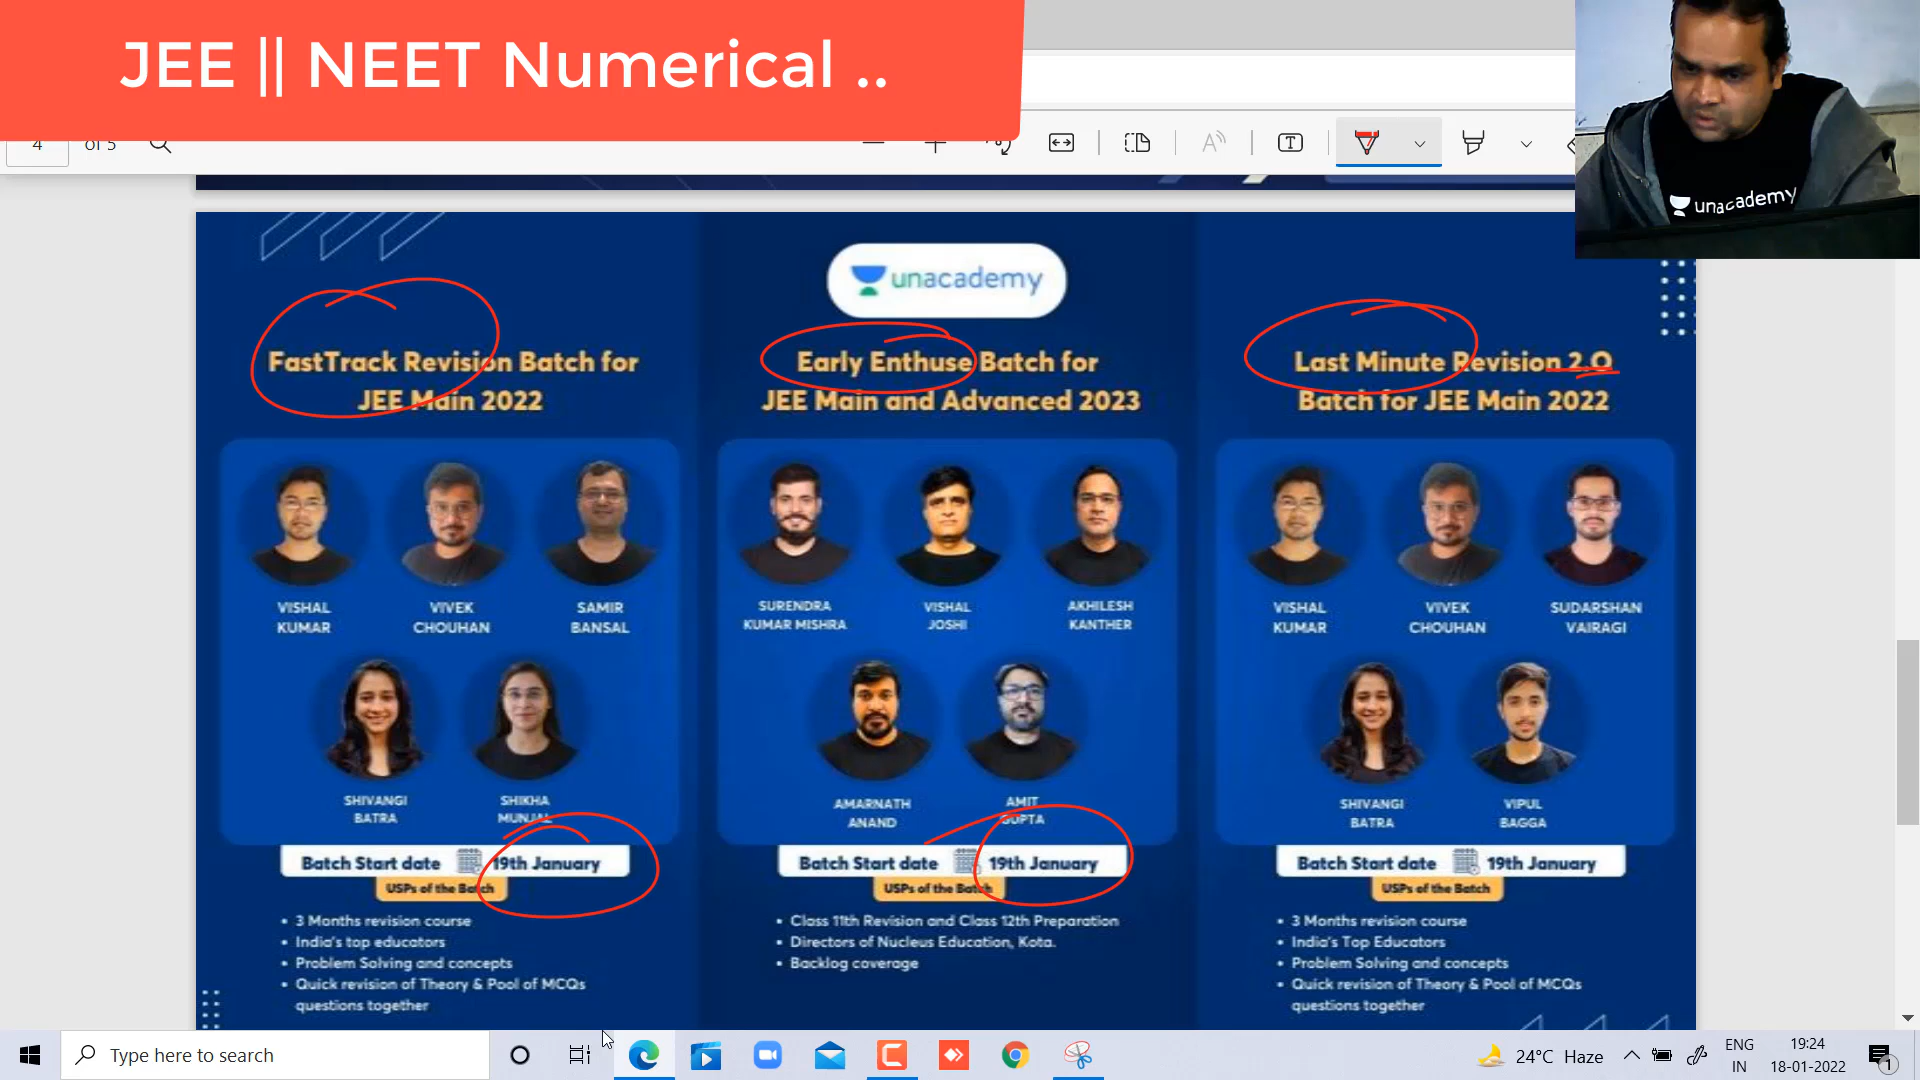 JEE || NEET Numerical ..
4 of 5
unacademy
unacademy
FastTrack Revision Batch for
JEE Main 2022
VISHAL
KUMAR
VIVEK
CHOUHAN
SAMIR
BANSAL
SHIVANGI
BATRA
SHIKHA
MUNJAL
Batch Start date 19th January
USPs of the Batch
• 3 Months revision course
• India's top educators
• Problem Solving and concepts
• Quick revision of Theory & Pool of MCQs
questions together
Early Enthuse Batch for
JEE Main and Advanced 2023
SURENDRA
KUMAR MISHRA
VISHAL
JOSHI
AKHILESH
KANTHER
AMARNATH
ANAND
AMIT
GUPTA
Batch Start date 19th January
USPs of the Batch
• Class 11th Revision and Class 12th Preparation
• Directors of Nucleus Education, Kota.
• Backlog coverage
Last Minute Revision 2.O
Batch for JEE Main 2022
VISHAL
KUMAR
VIVEK
CHOUHAN
SUDARSHAN
VAIRAGI
SHIVANGI
BATRA
VIPUL
BAGGA
Batch Start date 19th January
USPs of the Batch
• 3 Months revision course
• India's Top Educators
• Problem Solving and concepts
• Quick revision of Theory & Pool of MCQs
questions together
Type here to search
24°C Haze
ENG
IN
19:24
18-01-2022
1